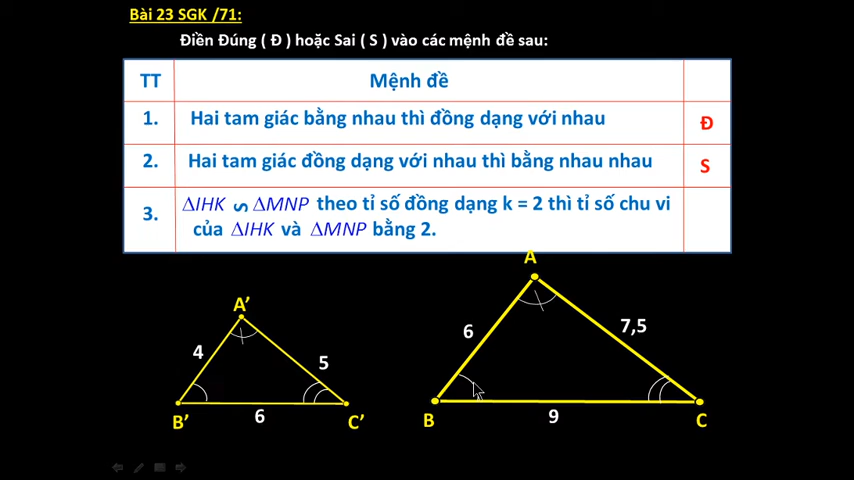 Bài 23 SGK /71:
Điền Đúng ( Đ ) hoặc Sai ( S ) vào các mệnh đề sau:
TT Mệnh đề
1. Hai tam giác bằng nhau thì đồng dạng với nhau Đ
2. Hai tam giác đồng dạng với nhau thì bằng nhau nhau S
3. ΔIHK ∽ ΔMNP theo tỉ số đồng dạng k = 2 thì tỉ số chu vi
của ΔIHK và ΔMNP bằng 2.
A
A’
6 7,5
4 5
B’ 6 C’
B 9 C